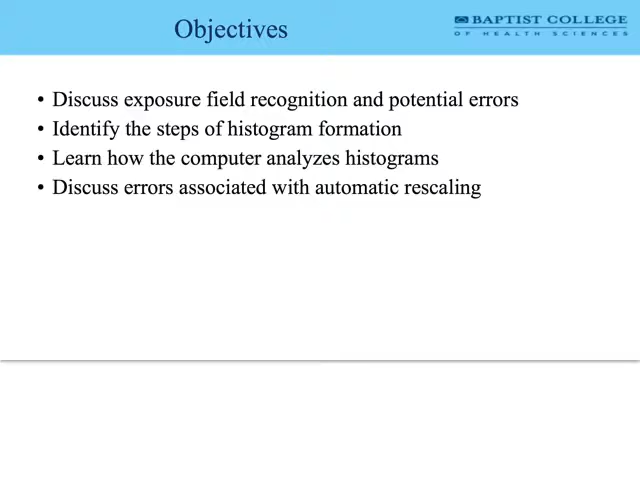 Objectives
BAPTIST COLLEGE
OF HEALTH SCIENCES
• Discuss exposure field recognition and potential errors
• Identify the steps of histogram formation
• Learn how the computer analyzes histograms
• Discuss errors associated with automatic rescaling